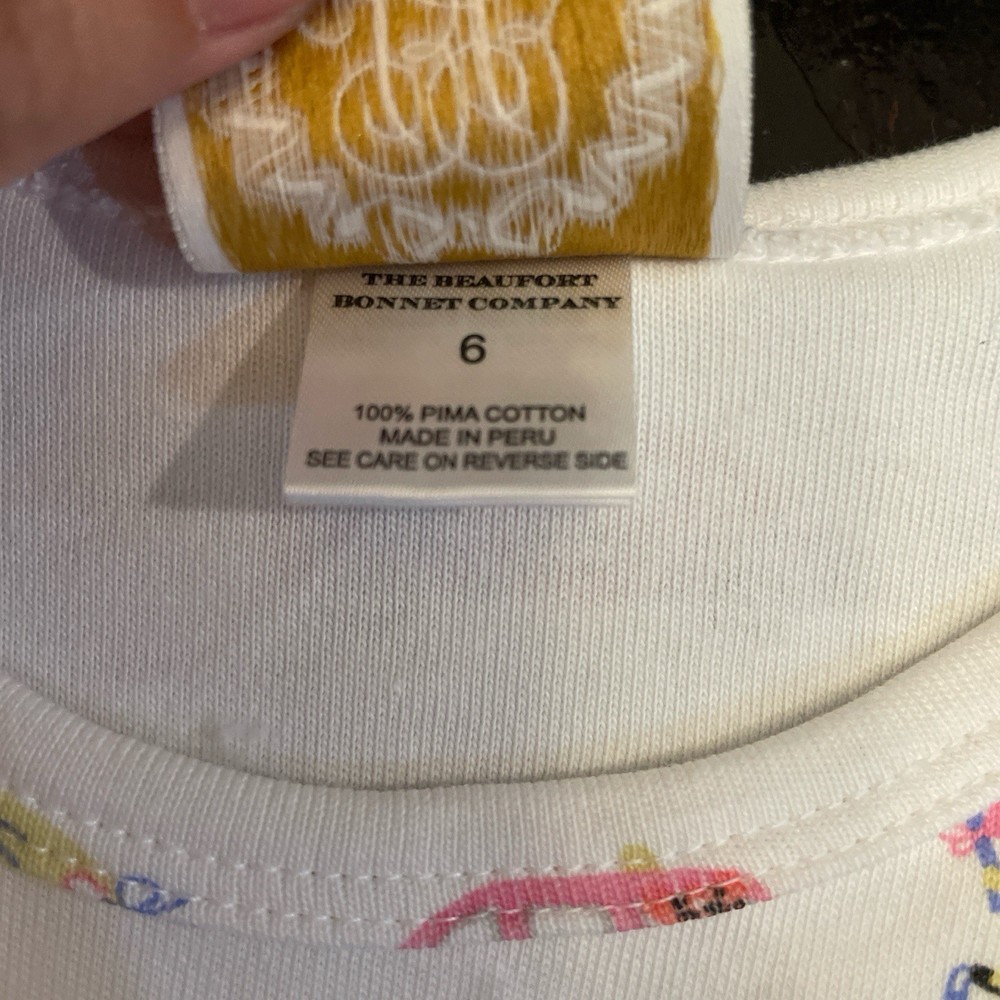 THE BEAUFORT
BONNET COMPANY
6
100% PIMA COTTON
MADE IN PERU
SEE CARE ON REVERSE SIDE